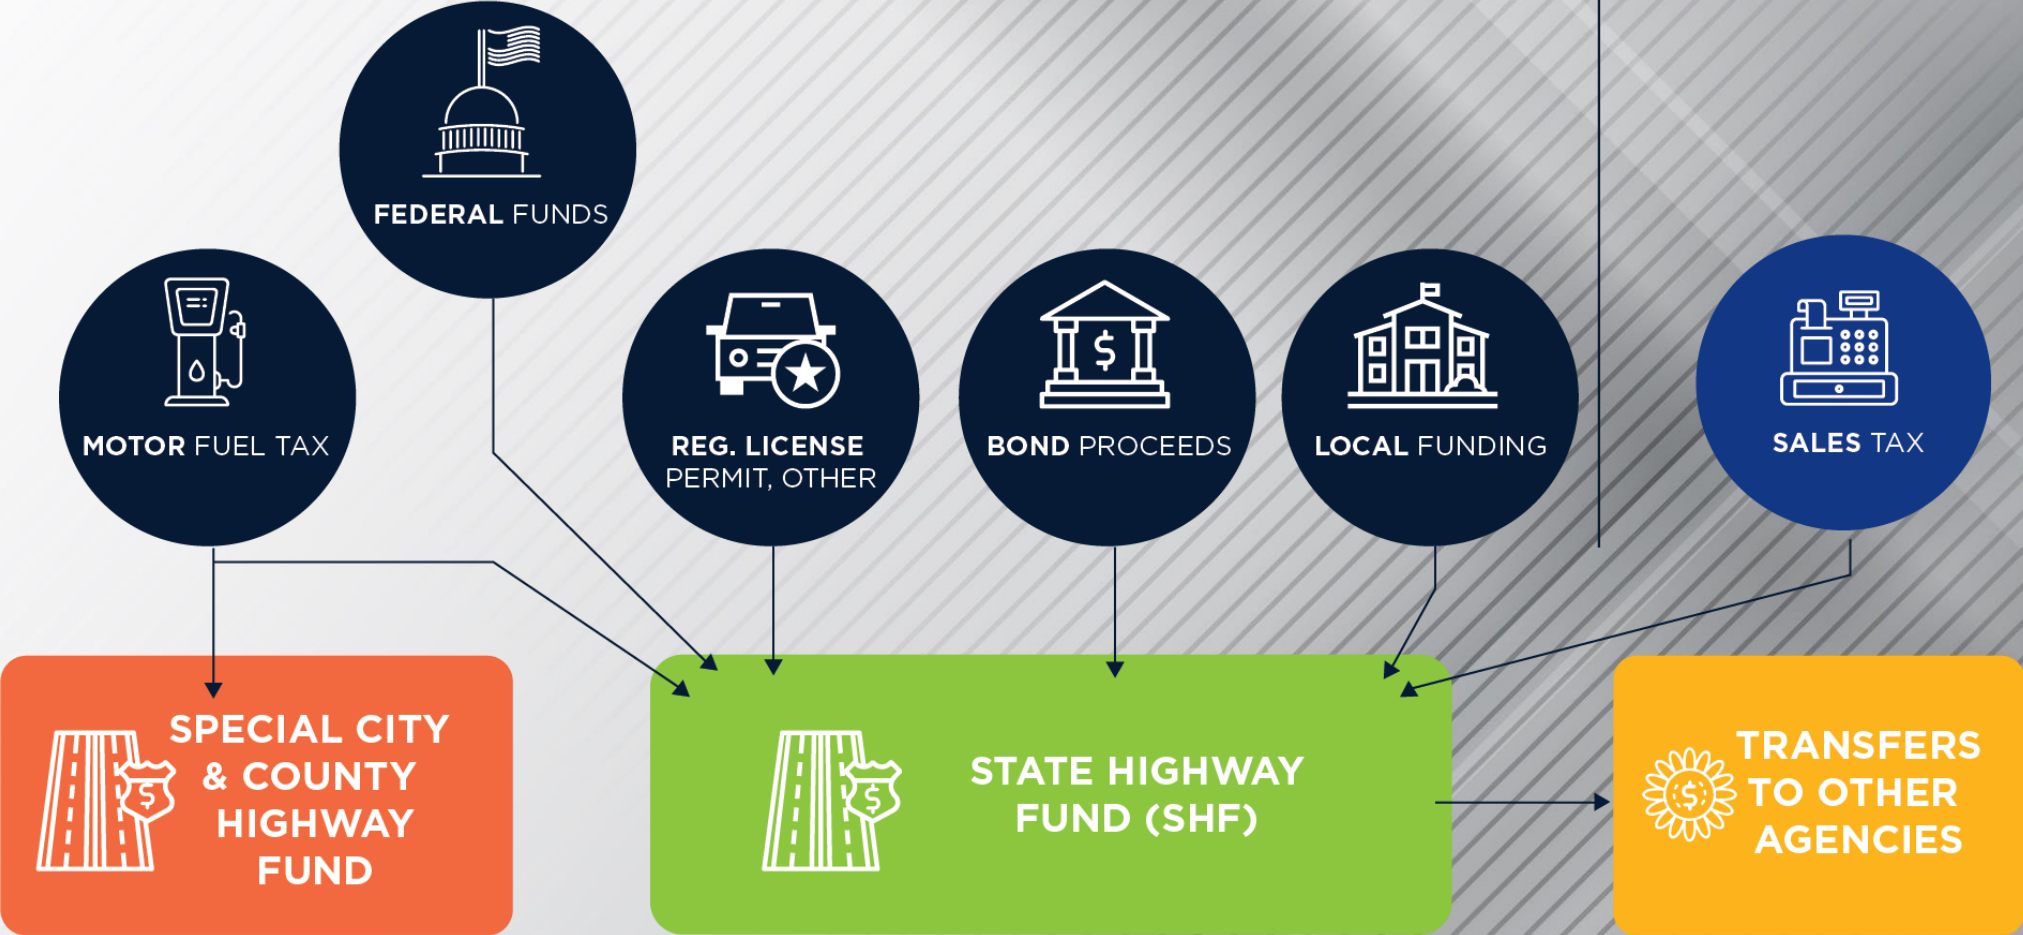 FEDERAL FUNDS
MOTOR FUEL TAX
REG. LICENSE
PERMIT, OTHER
BOND PROCEEDS
$
LOCAL FUNDING
SALES TAX
SPECIAL CITY
& COUNTY
HIGHWAY
FUND
$
STATE HIGHWAY
FUND (SHF)
$
TRANSFERS
TO OTHER
AGENCIES
$